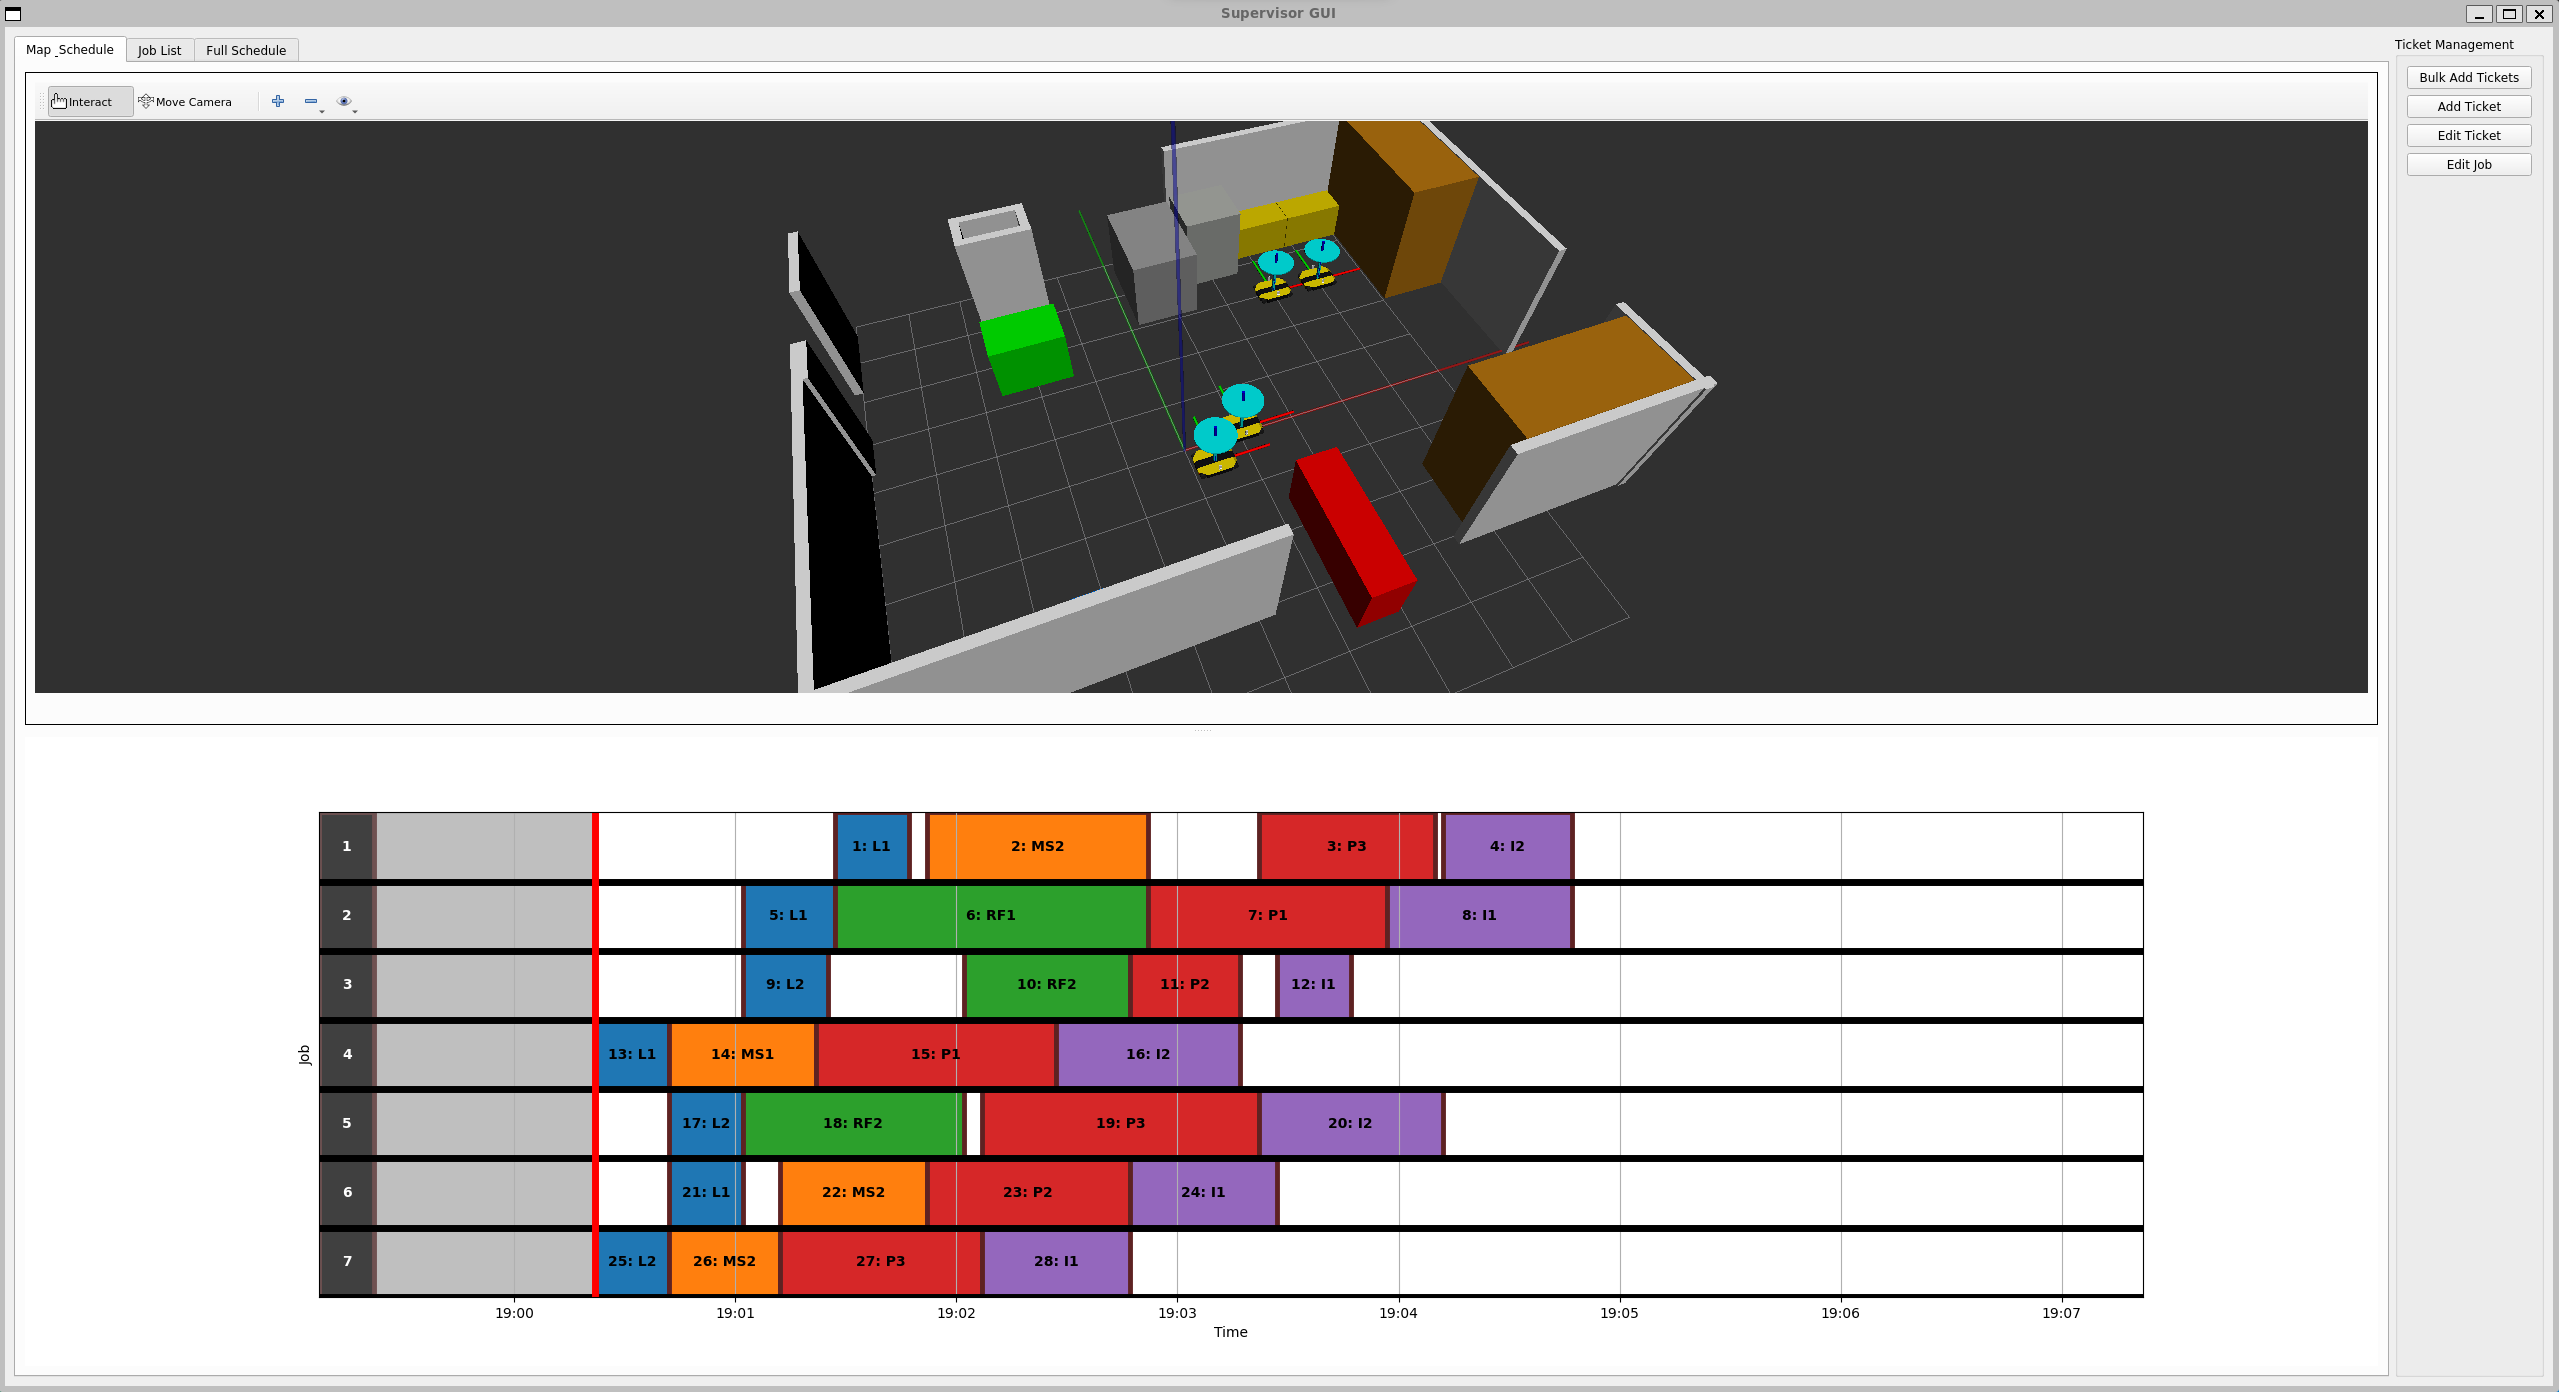 Supervisor GUI
Map_Schedule
Job List
Full Schedule
Ticket Management
Interact
Move Camera
Bulk Add Tickets
Add Ticket
Edit Ticket
Edit Job
1
1: L1
2: MS2
3: P3
4: I2
2
5: L1
6: RF1
7: P1
8: I1
3
9: L2
10: RF2
11: P2
12: I1
4
13: L1
14: MS1
15: P1
16: I2
5
17: L2
18: RF2
19: P3
20: I2
6
21: L1
22: MS2
23: P2
24: I1
7
25: L2
26: MS2
27: P3
28: I1
Job
19:00
19:01
19:02
19:03
19:04
19:05
19:06
19:07
Time